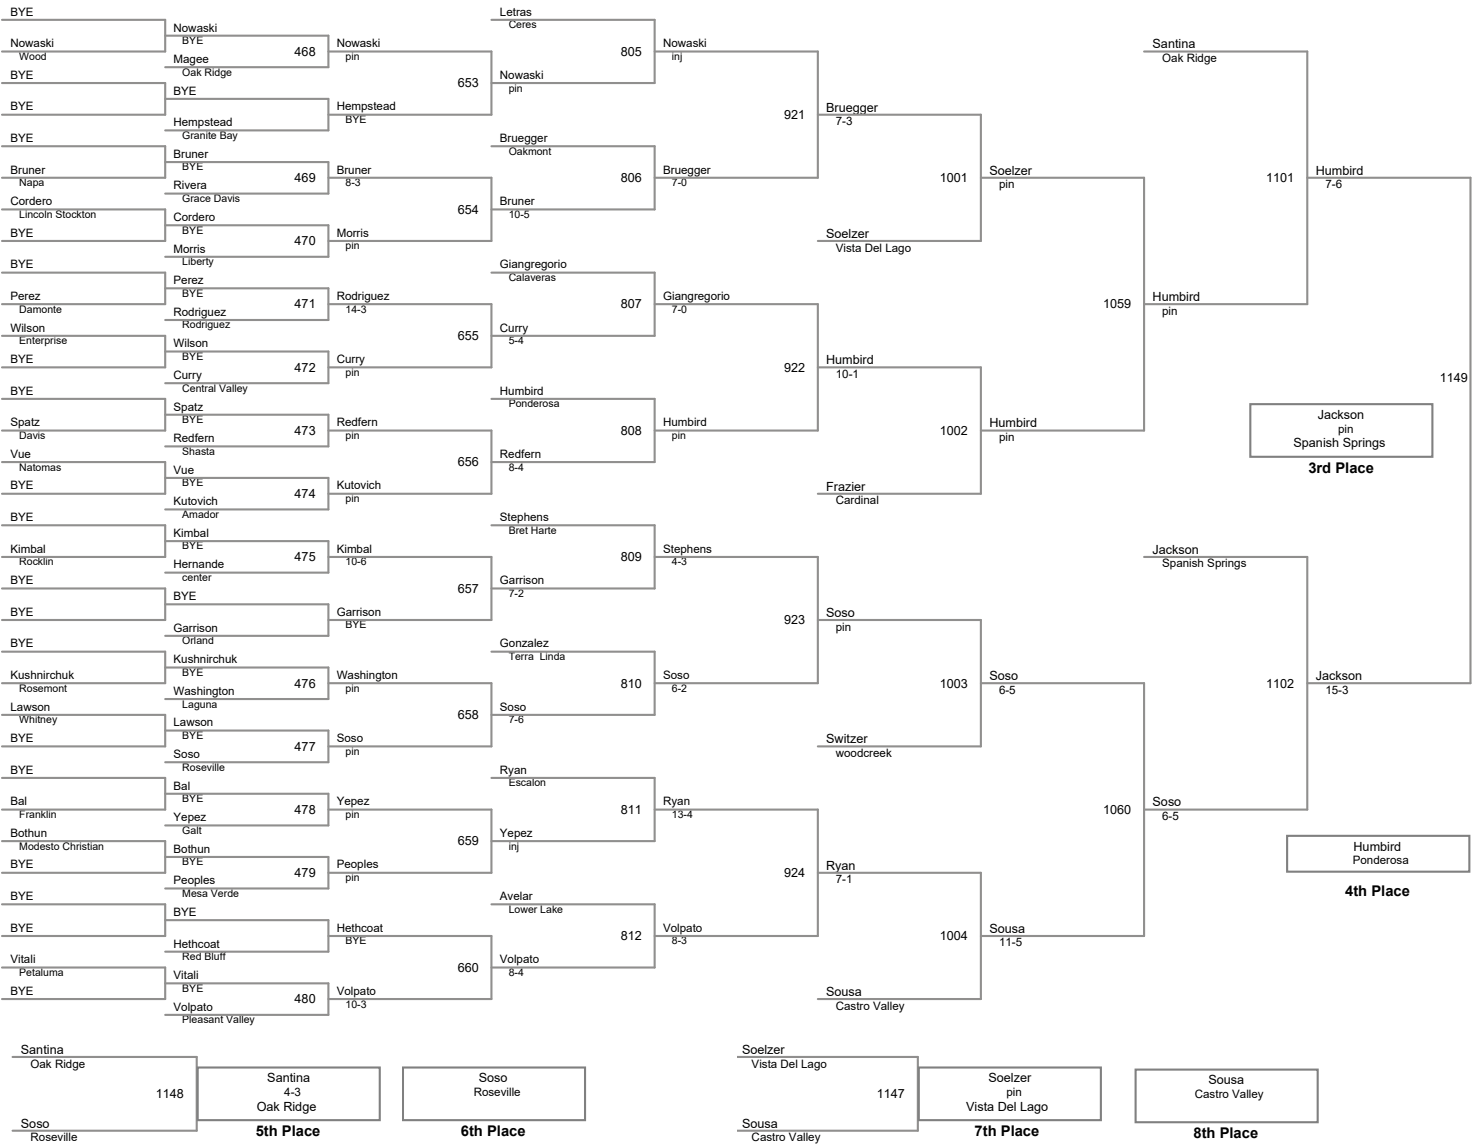 BYE
Nowaski
Wood
BYE
BYE
BYE
Bruner
Napa
Cordero
Lincoln Stockton
BYE
BYE
Perez
Damonte
Wilson
Enterprise
BYE
BYE
Spatz
Davis
Vue
Natomas
BYE
BYE
Kimbal
Rocklin
BYE
BYE
BYE
Kushnirchuk
Rosemont
Lawson
Whitney
BYE
BYE
Bal
Franklin
Bothun
Modesto Christian
BYE
BYE
BYE
Vitali
Petaluma
BYE
Nowaski
BYE
468
Magee
Oak Ridge
BYE
Hempstead
Granite Bay
Bruner
BYE
469
Rivera
Grace Davis
Cordero
BYE
470
Morris
Liberty
Perez
BYE
471
Rodriguez
Rodriguez
Wilson
BYE
472
Curry
Central Valley
Spatz
BYE
473
Redfern
Shasta
Vue
BYE
474
Kutovich
Amador
Kimbal
BYE
475
Hernande
center
BYE
Garrison
Orland
Kushnirchuk
BYE
476
Washington
Laguna
Lawson
BYE
477
Soso
Roseville
Bal
BYE
478
Yepez
Galt
Bothun
BYE
479
Peoples
Mesa Verde
BYE
Hethcoat
Red Bluff
Vitali
BYE
480
Volpato
Pleasant Valley
Nowaski
pin
653
Hempstead
BYE
Bruner
8-3
654
Morris
pin
Rodriguez
14-3
655
Curry
pin
Redfern
pin
656
Kutovich
pin
Kimbal
10-6
657
Garrison
BYE
Washington
pin
658
Soso
pin
Yepez
pin
659
Peoples
pin
Hethcoat
BYE
660
Volpato
10-3
Letras
Ceres
805
Nowaski
pin
Bruegger
Oakmont
806
Bruner
10-5
Giangregorio
Calaveras
807
Curry
5-4
Humbird
Ponderosa
808
Redfern
8-4
Stephens
Bret Harte
809
Garrison
7-2
Gonzalez
Terra Linda
810
Soso
7-6
Ryan
Escalon
811
Yepez
inj
Avelar
Lower Lake
812
Volpato
8-4
Nowaski
inj
921
Bruegger
7-0
Giangregorio
7-0
922
Humbird
pin
Stephens
4-3
923
Soso
6-2
Ryan
13-4
924
Volpato
8-3
Bruegger
7-3
1001
Soelzer
Vista Del Lago
Humbird
10-1
1002
Frazier
Cardinal
Soso
pin
1003
Switzer
woodcreek
Ryan
7-1
1004
Sousa
Castro Valley
Soelzer
pin
1059
Humbird
pin
Soso
6-5
1060
Sousa
11-5
Santina
Oak Ridge
1101
Humbird
pin
Jackson
Spanish Springs
1102
Soso
6-5
Humbird
7-6
1149
Jackson
15-3
Jackson
pin
Spanish Springs
3rd Place
Humbird
Ponderosa
4th Place
Santina
Oak Ridge
1148
Soso
Roseville
Santina
4-3
Oak Ridge
5th Place
Soso
Roseville
6th Place
Soelzer
Vista Del Lago
1147
Sousa
Castro Valley
Soelzer
pin
Vista Del Lago
7th Place
Sousa
Castro Valley
8th Place